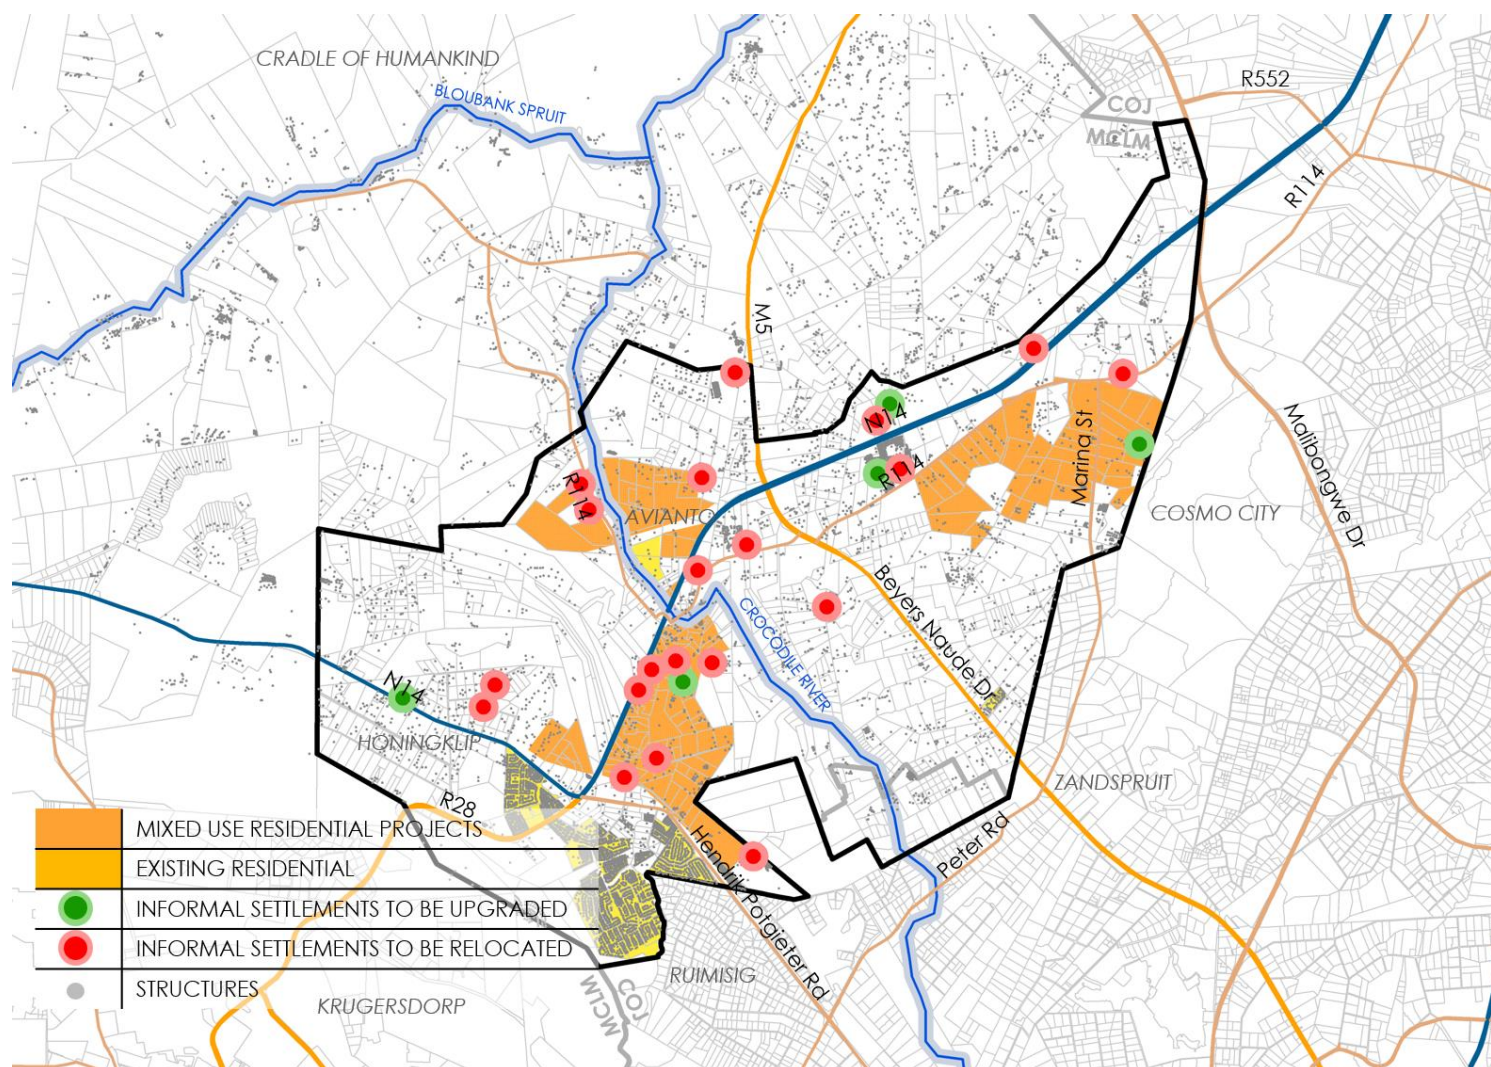 CRADLE OF HUMANKIND
BLOUBANK SPRUIT
R552
COJ
MCLM
R114
M5
N14
R114
Marina St
Malibongwe Dr
R114
AVIANTO
COSMO CITY
Beyers Naude Dr
CROCODILE RIVER
N14
HONINGKLIP
ZANDSPRUIT
R28
Peter Rd
Hendrik Potgieter Rd
MIXED USE RESIDENTIAL PROJECTS
EXISTING RESIDENTIAL
INFORMAL SETTLEMENTS TO BE UPGRADED
INFORMAL SETTLEMENTS TO BE RELOCATED
STRUCTURES
RUIMISIG
COJ
MCLM
KRUGERSDORP